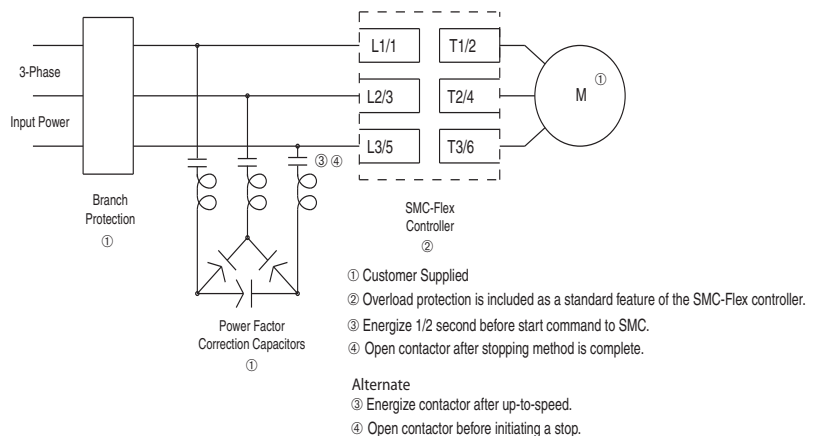 3-Phase
Input Power
Branch
Protection
①
L1/1
T1/2
L2/3
T2/4
L3/5
T3/6
M ①
③ ④
SMC-Flex
Controller
②
Power Factor
Correction Capacitors
①
① Customer Supplied
② Overload protection is included as a standard feature of the SMC-Flex controller.
③ Energize 1/2 second before start command to SMC.
④ Open contactor after stopping method is complete.
Alternate
③ Energize contactor after up-to-speed.
④ Open contactor before initiating a stop.